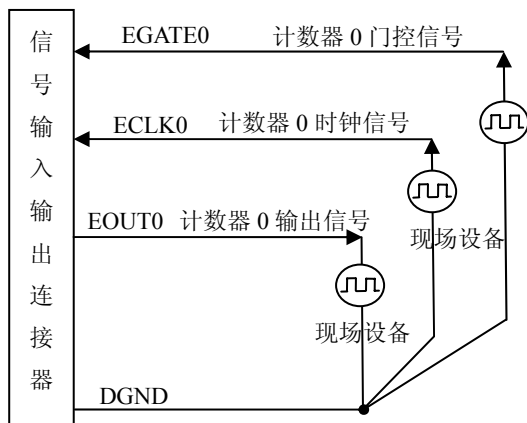 信号输入输出连接器
EGATE0 计数器 0 门控信号
ECLK0 计数器 0 时钟信号
EOUT0 计数器 0 输出信号
现场设备
现场设备
DGND